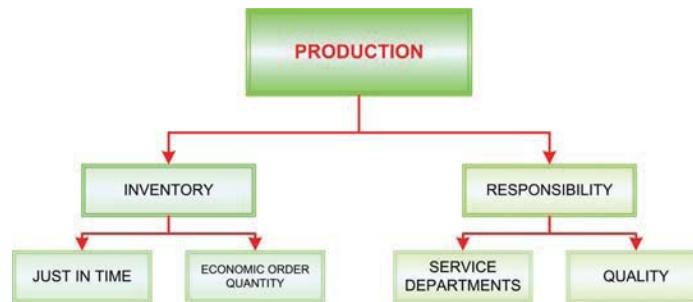 PRODUCTION
INVENTORY
RESPONSIBILITY
JUST IN TIME
ECONOMIC ORDER
QUANTITY
SERVICE
DEPARTMENTS
QUALITY